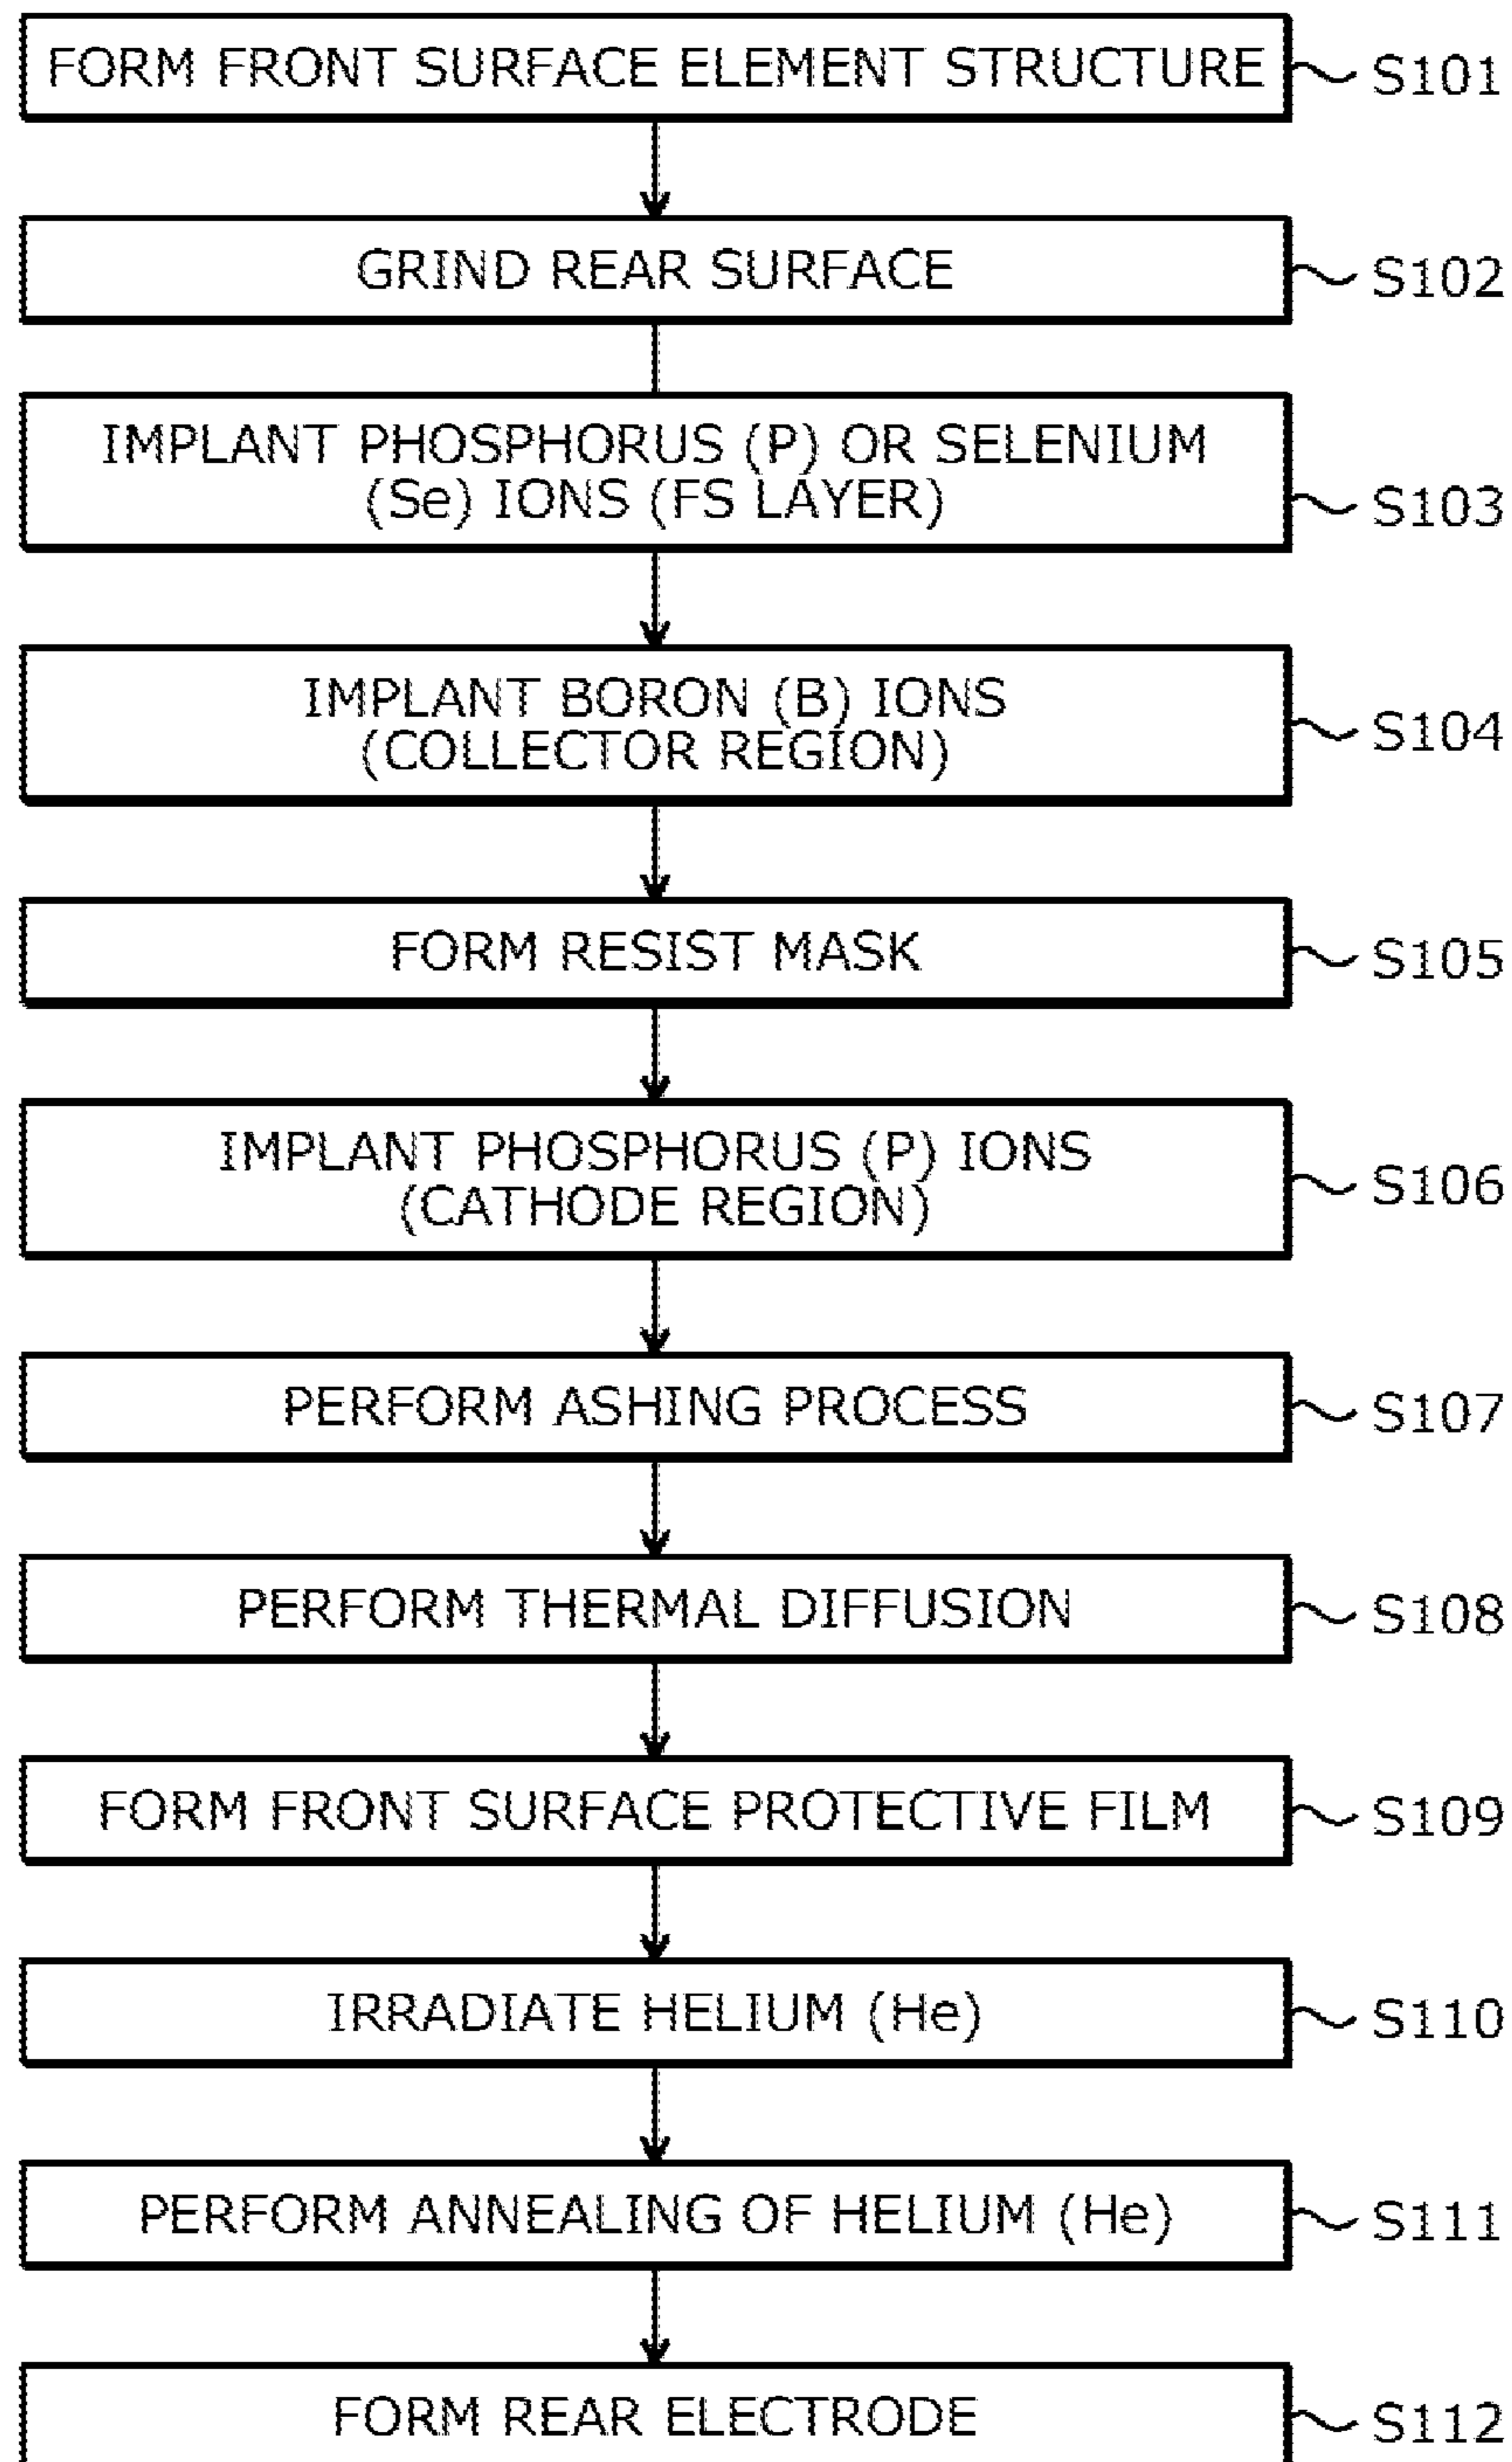 FORM FRONT SURFACE ELEMENT STRUCTURE S101
GRIND REAR SURFACE S102
IMPLANT PHOSPHORUS (P) OR SELENIUM
(Se) IONS (FS LAYER) S103
IMPLANT BORON (B) IONS
(COLLECTOR REGION) S104
FORM RESIST MASK S105
IMPLANT PHOSPHORUS (P) IONS
(CATHODE REGION) S106
PERFORM ASHING PROCESS S107
PERFORM THERMAL DIFFUSION S108
FORM FRONT SURFACE PROTECTIVE FILM S109
IRRADIATE HELIUM (He) S110
PERFORM ANNEALING OF HELIUM (He) S111
FORM REAR ELECTRODE S112